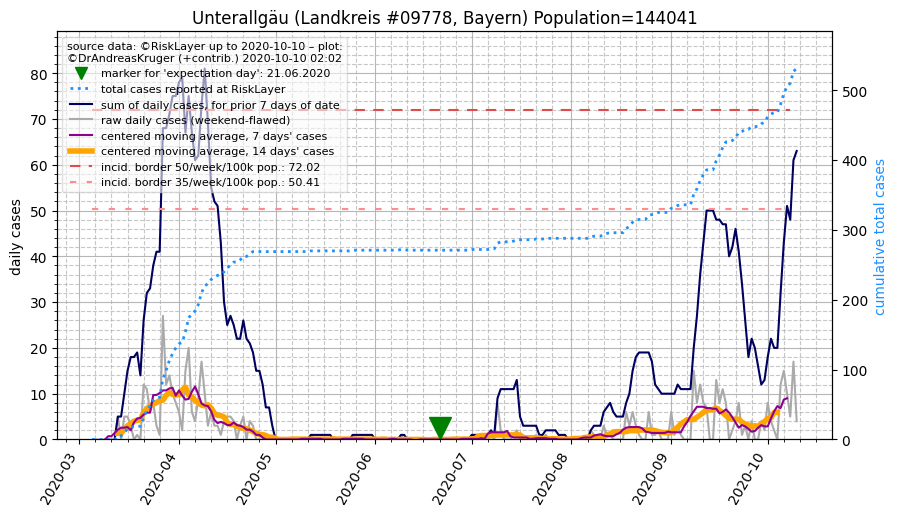 Unterallgäu (Landkreis #09778, Bayern) Population=144041
source data: ©RiskLayer up to 2020-10-10 – plot:
©DrAndreasKruger (+contrib.) 2020-10-10 02:02
marker for 'expectation day': 21.06.2020
total cases reported at RiskLayer
sum of daily cases, for prior 7 days of date
raw daily cases (weekend-flawed)
centered moving average, 7 days' cases
centered moving average, 14 days' cases
incid. border 50/week/100k pop.: 72.02
incid. border 35/week/100k pop.: 50.41
daily cases
80
70
60
50
40
30
20
10
0
500
400
300
200
100
0
cumulative total cases
2020-03
2020-04
2020-05
2020-06
2020-07
2020-08
2020-09
2020-10